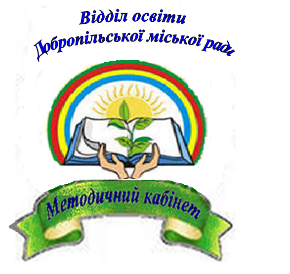 Відділ освіти
Добропільської міської ради
Методичний кабінет